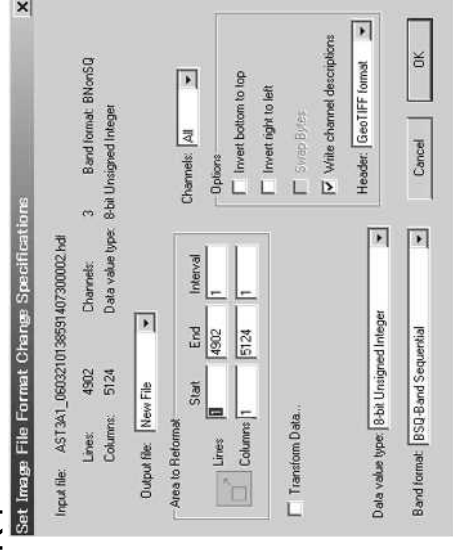 Set Image File Format Change Specifications
Input file: AST3A1_0603210138591407300002.hdf
Lines: 4902 Channels: 3 Band format: BNonSQ
Columns: 5124 Data value type: 8-bit Unsigned Integer
Output file: New File
Channels: All
Area to Reformat
Start End Interval
Lines 1 4902 1
Columns 1 5124 1
Options
Invert bottom to top
Invert right to left
Swap Bytes
Write channel descriptions
Header: GeoTIFF format
Transform Data...
Data value type: 8-bit Unsigned Integer
Band format: BSQ-Band Sequential
Cancel OK